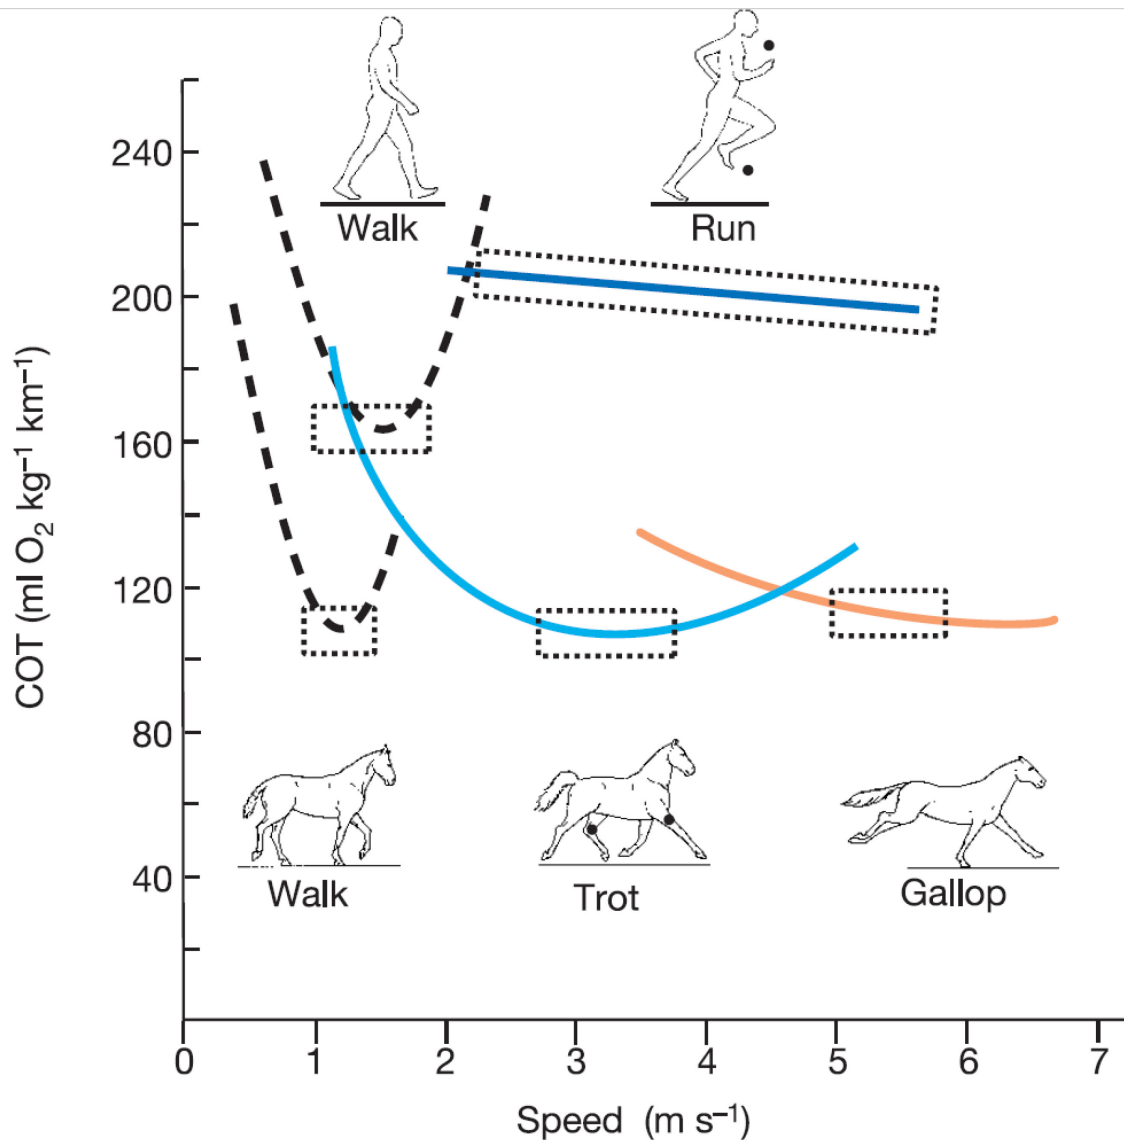 Walk
Run
240
200
160
120
80
40
COT (ml O₂ kg⁻¹ km⁻¹)
Walk
Trot
Gallop
0 1 2 3 4 5 6 7
Speed (m s⁻¹)